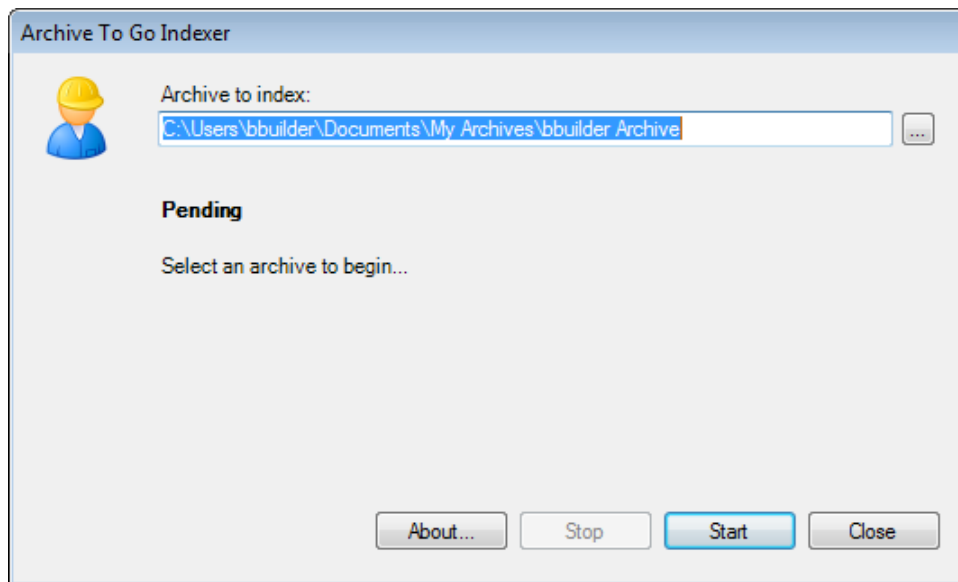 Archive To Go Indexer
Archive to index:
C:\Users\bbuilder\Documents\My Archives\bbuilder Archive
...
Pending
Select an archive to begin...
About... Stop Start Close